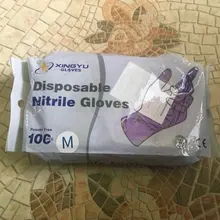 XINGYU
GLOVES
Disposable
Nitrile Gloves
Powder Free
100
M
CE